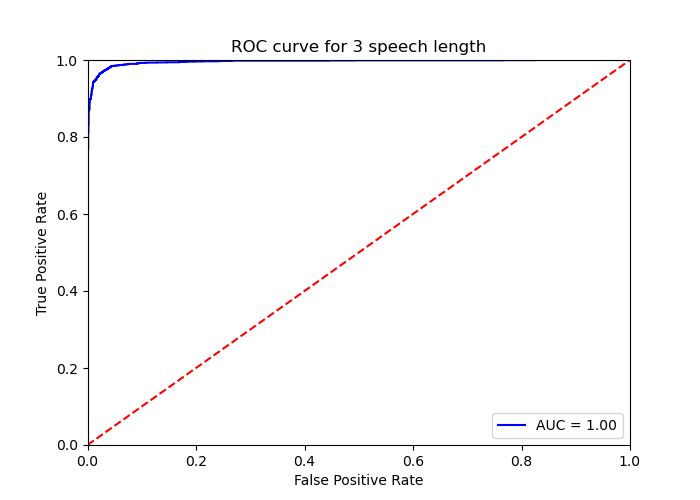 ROC curve for 3 speech length
1.0
0.8
0.6
0.4
0.2
0.0
True Positive Rate
AUC = 1.00
0.0 0.2 0.4 0.6 0.8 1.0
False Positive Rate